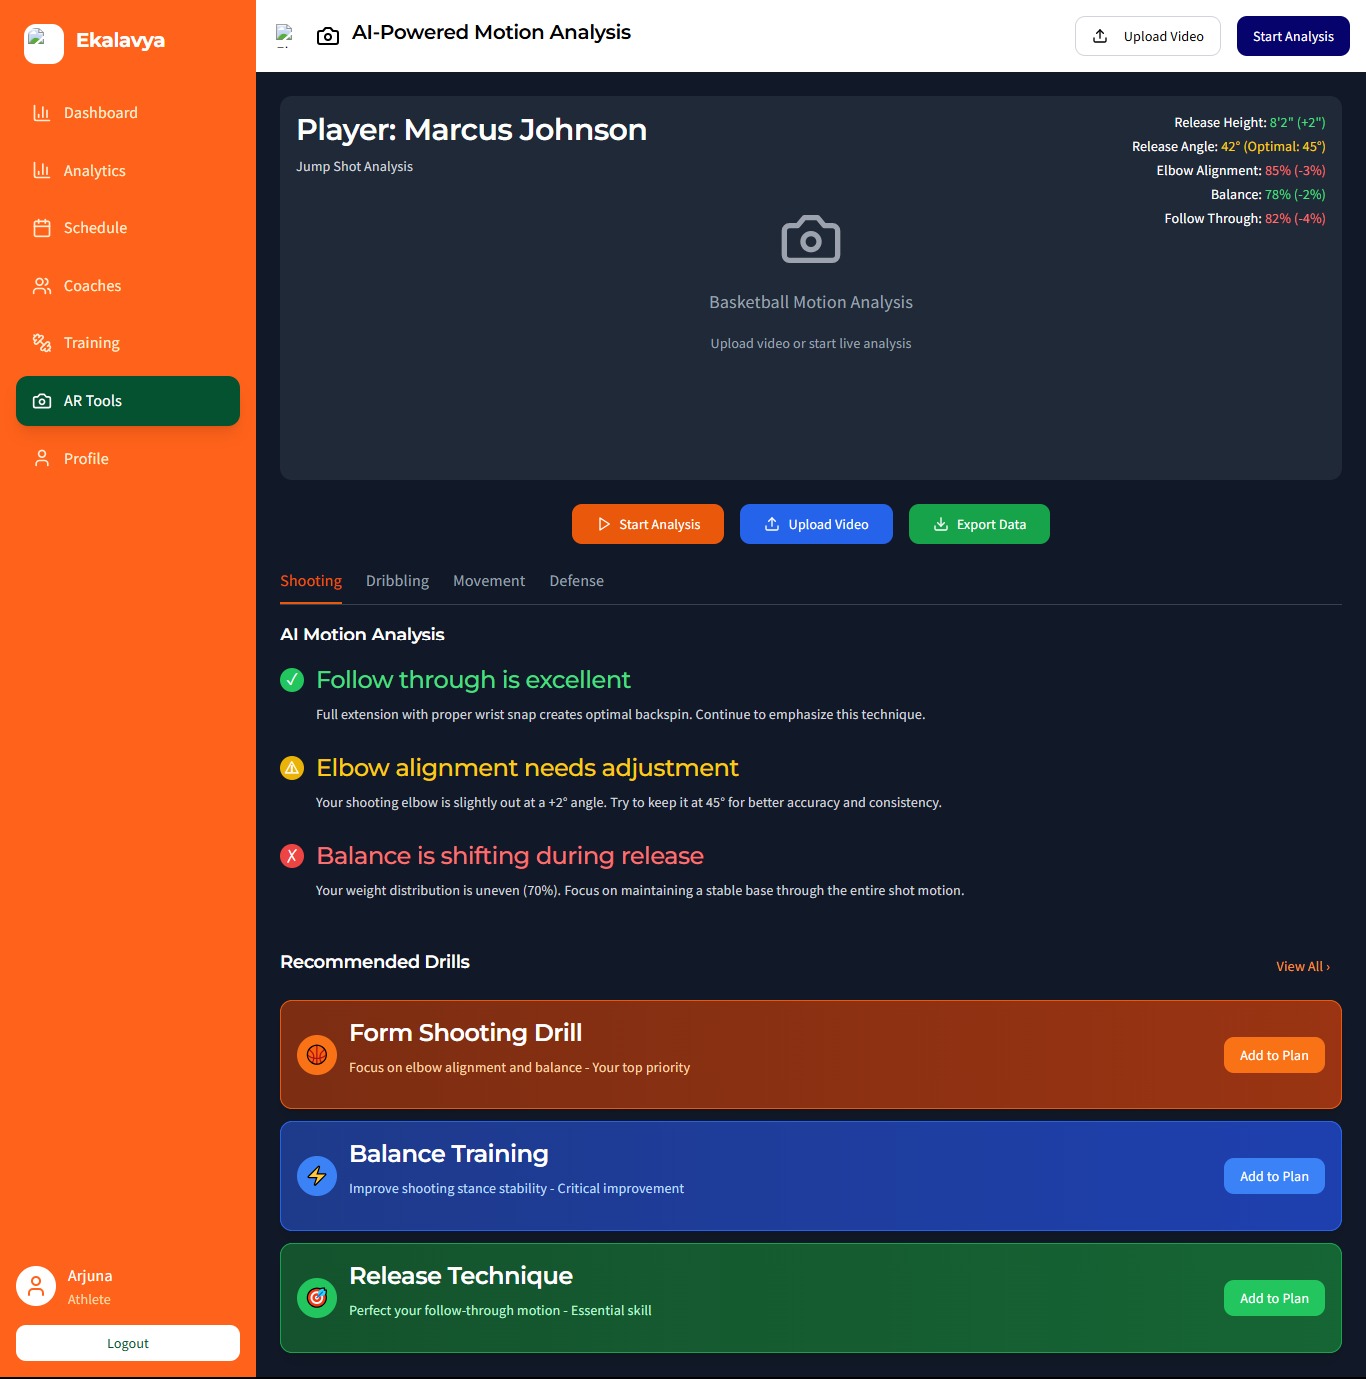 Ekalavya
Dashboard
Analytics
Schedule
Coaches
Training
AR Tools
Profile
Arjuna
Athlete
Logout
AI-Powered Motion Analysis
Upload Video
Start Analysis
Player: Marcus Johnson
Jump Shot Analysis
Release Height: 8'2" (+2")
Release Angle: 42° (Optimal: 45°)
Elbow Alignment: 85% (-3%)
Balance: 78% (-2%)
Follow Through: 82% (-4%)
Basketball Motion Analysis
Upload video or start live analysis
Start Analysis
Upload Video
Export Data
Shooting
Dribbling
Movement
Defense
AI Motion Analysis
Follow through is excellent
Full extension with proper wrist snap creates optimal backspin. Continue to emphasize this technique.
Elbow alignment needs adjustment
Your shooting elbow is slightly out at a +2° angle. Try to keep it at 45° for better accuracy and consistency.
Balance is shifting during release
Your weight distribution is uneven (70%). Focus on maintaining a stable base through the entire shot motion.
Recommended Drills
View All ›
Form Shooting Drill
Focus on elbow alignment and balance - Your top priority
Add to Plan
Balance Training
Improve shooting stance stability - Critical improvement
Add to Plan
Release Technique
Perfect your follow-through motion - Essential skill
Add to Plan